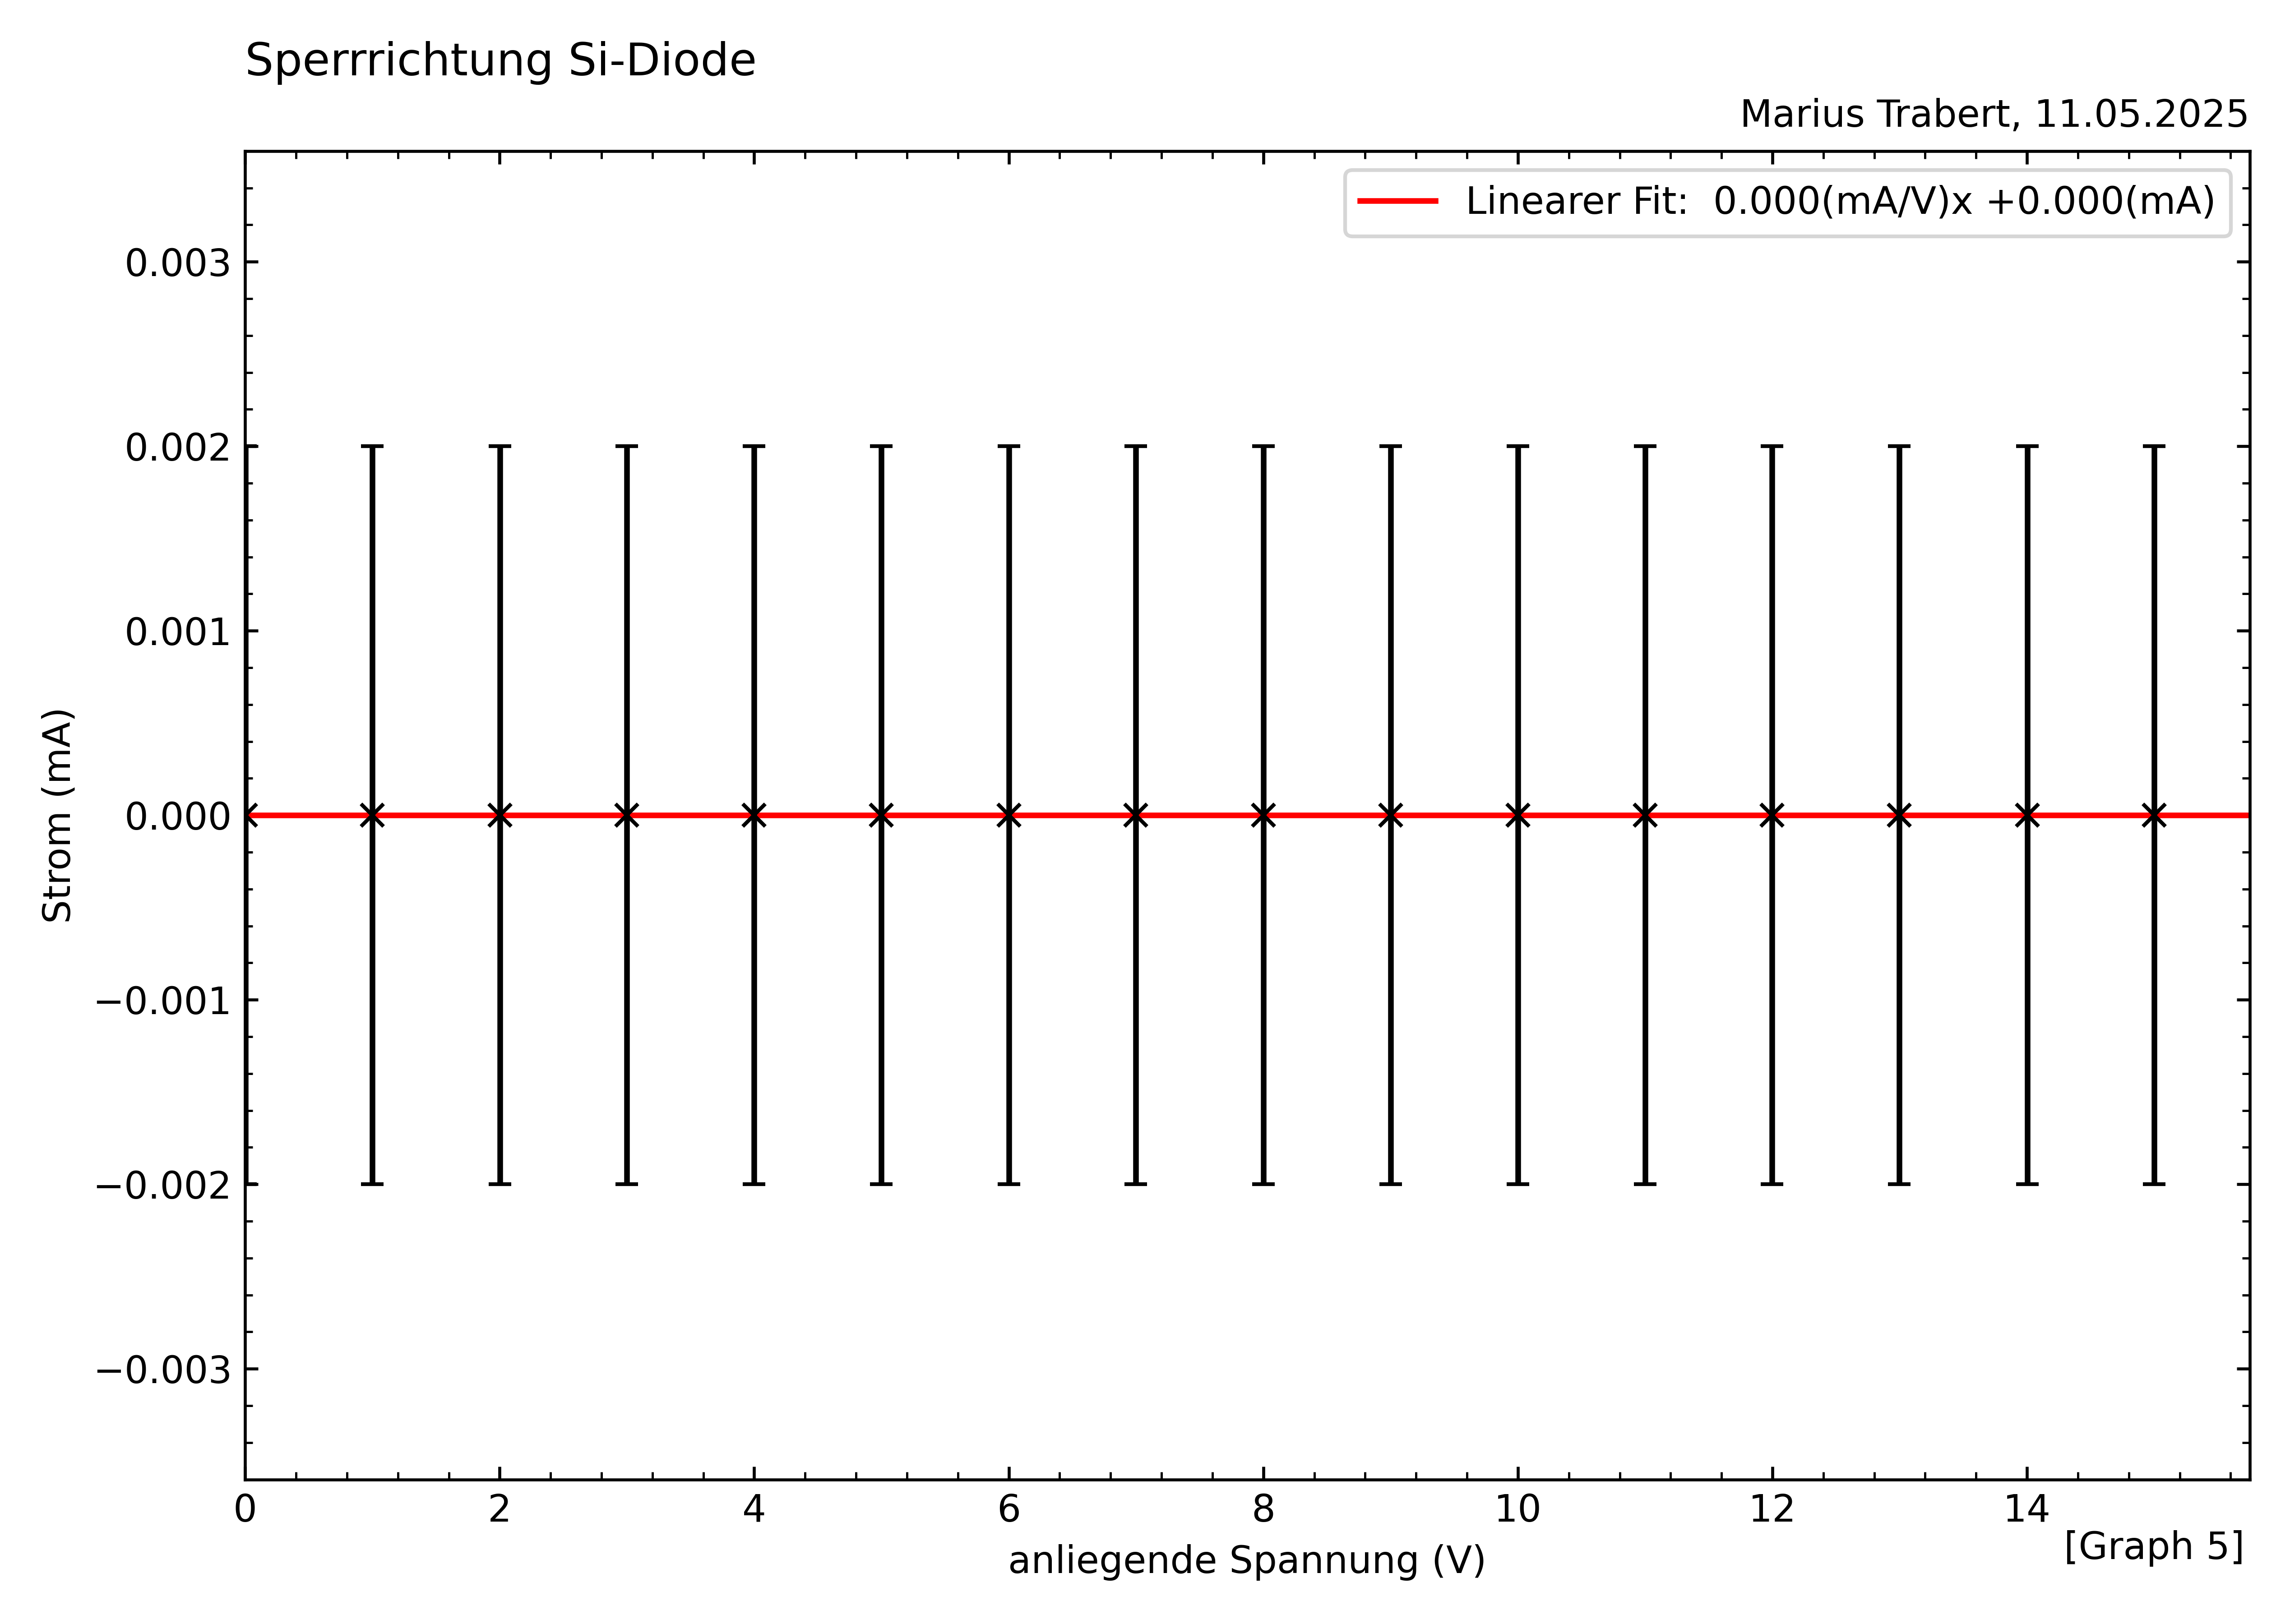 Sperrrichtung Si-Diode
Marius Trabert, 11.05.2025
Linearer Fit:  0.000(mA/V)x +0.000(mA)
0.003
0.002
0.001
0.000
−0.001
−0.002
−0.003
Strom (mA)
0 2 4 6 8 10 12 14
[Graph 5]
anliegende Spannung (V)